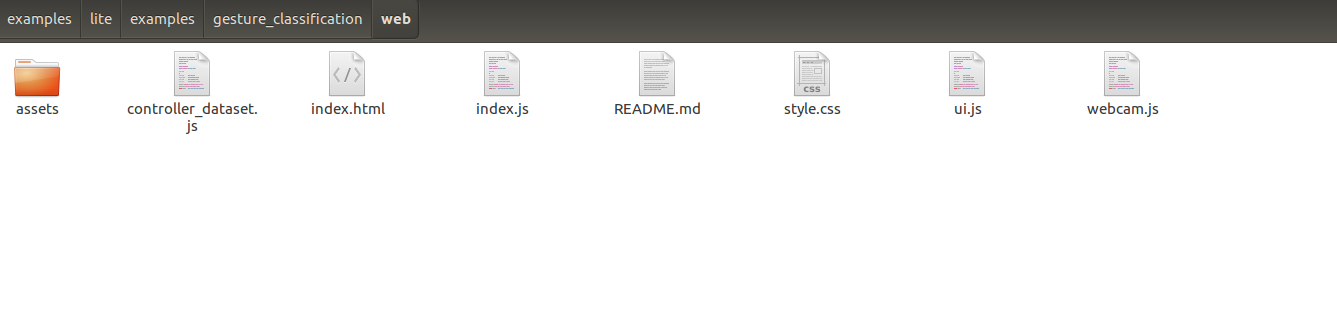 examples lite examples gesture_classification web
assets controller_dataset. index.html index.js README.md style.css ui.js webcam.js
js